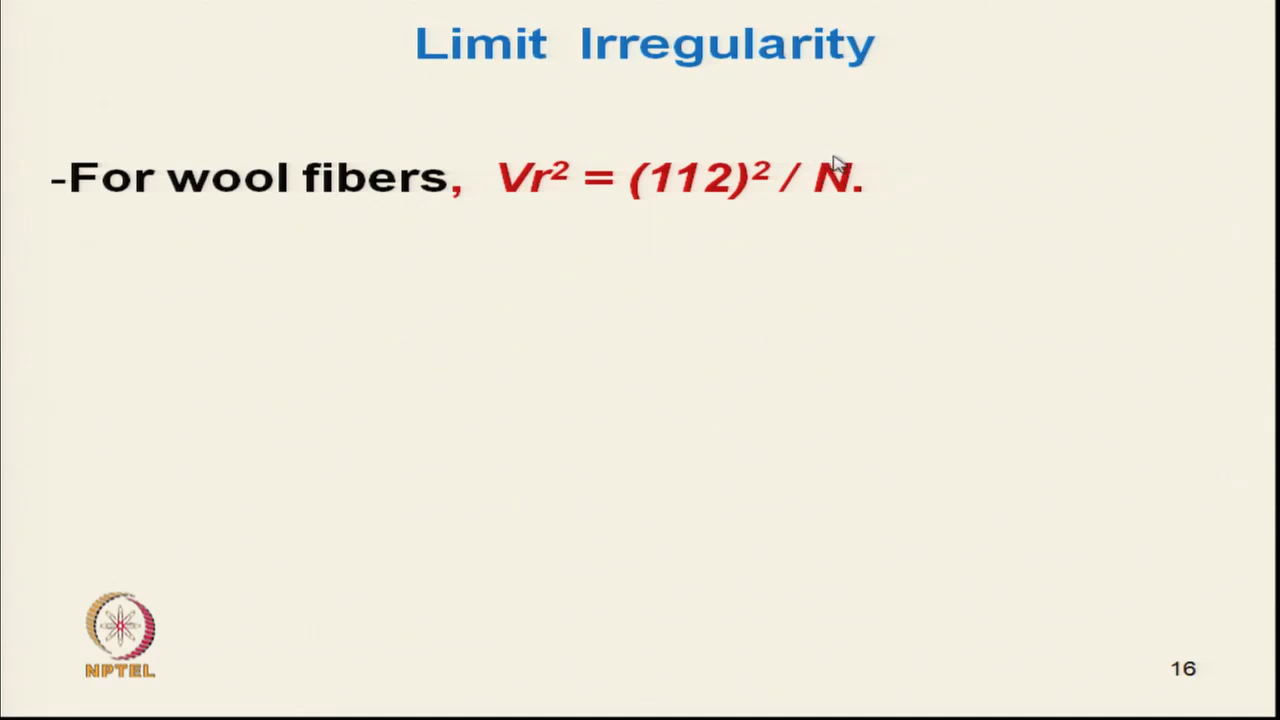 Limit Irregularity
-For wool fibers, Vr² = (112)² / N.
NPTEL
16